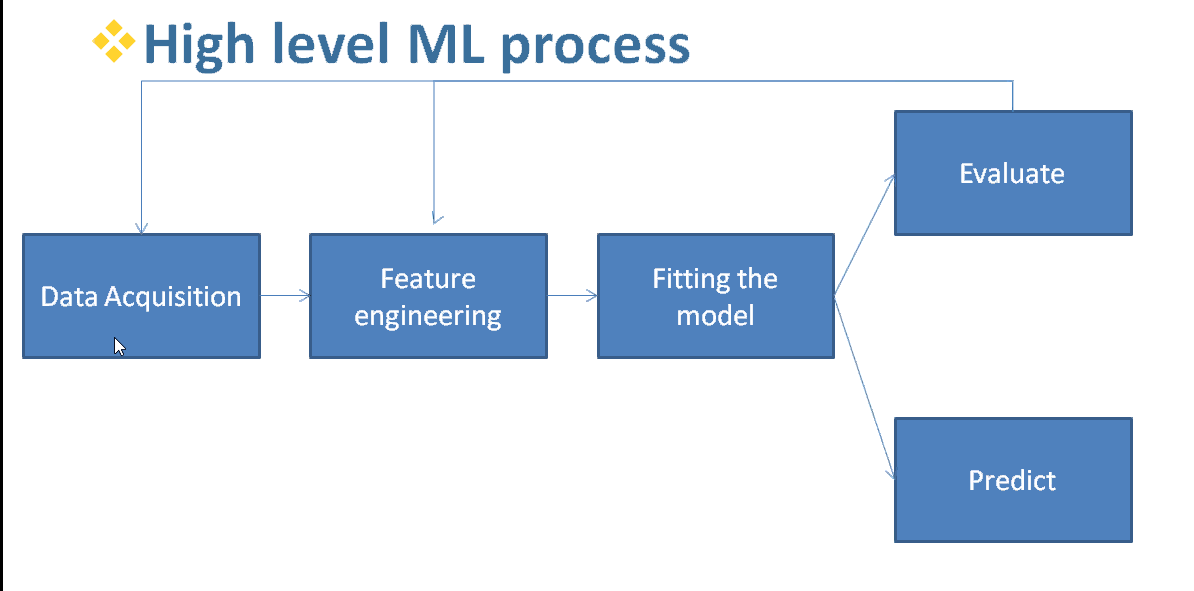 High level ML process
Evaluate
Data Acquisition
Feature
engineering
Fitting the
model
Predict